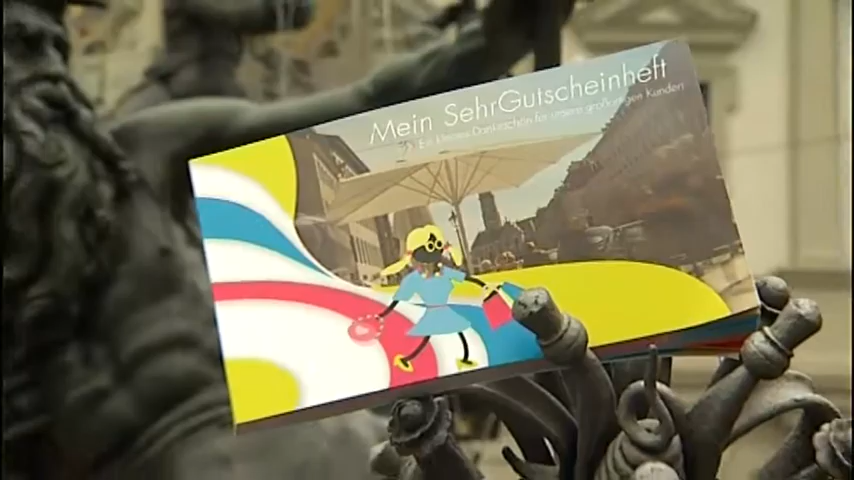 Mein SehrGutscheinheft
Ein kleines Dankeschön für unsere großartigen Kunden